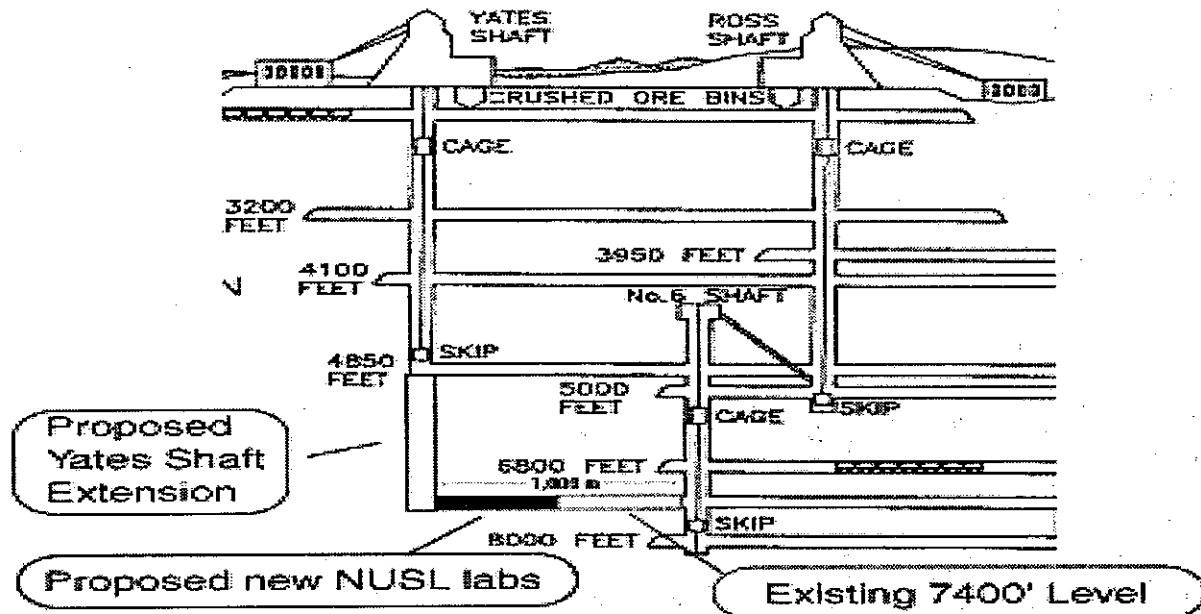 YATES
SHAFT
ROSS
SHAFT
CRUSHED ORE BINS
CAGE
CAGE
3200
FEET
3950 FEET
4100
FEET
No.6 SHAFT
4850
FEET
SKIP
5000
FEET
CAGE
SKIP
Proposed
Yates Shaft
Extension
6800 FEET
SKIP
8000 FEET
Proposed new NUSL labs
Existing 7400' Level